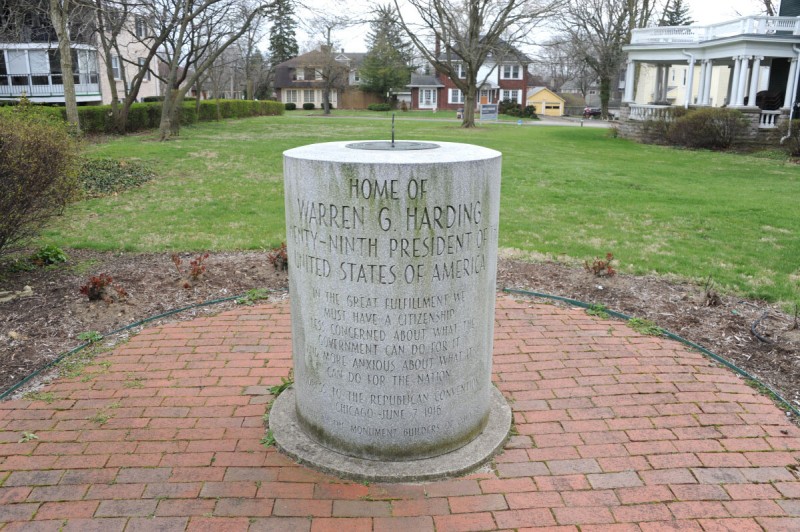 HOME OF
WARREN G. HARDING
ENTY-NINTH PRESIDENT OF TH
UNITED STATES OF AMERICA
IN THE GREAT FULFILLMENT WE
MUST HAVE A CITIZENSHIP
LESS CONCERNED ABOUT WHAT THE
GOVERNMENT CAN DO FOR IT
MORE ANXIOUS ABOUT WHAT IT
CAN DO FOR THE NATION
TO THE REPUBLICAN CONVENTION
CHICAGO-JUNE 7 1916
MONUMENT BUILDERS